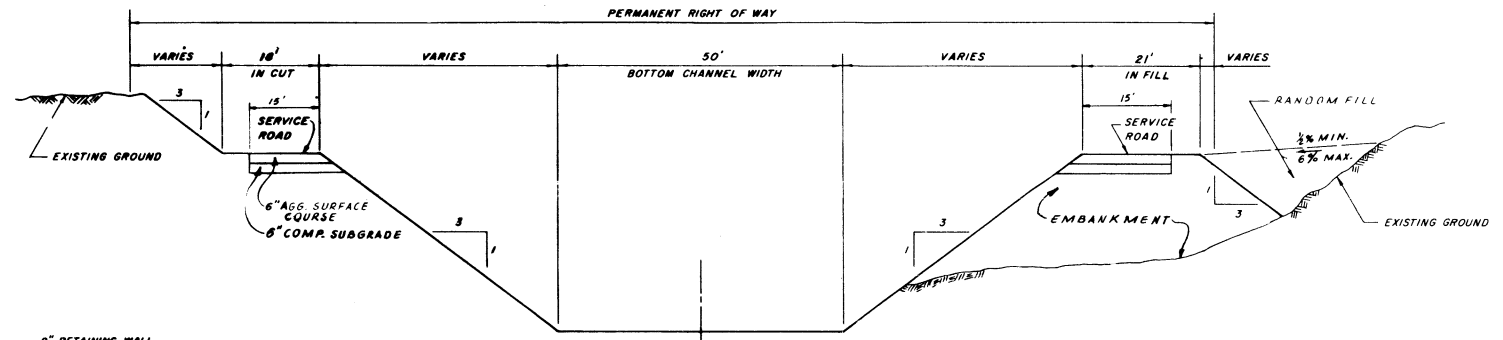 PERMANENT RIGHT OF WAY
VARIES
VARIES
50'
VARIES
21'
VARIES
IN CUT
BOTTOM CHANNEL WIDTH
IN FILL
15'
15'
3
1
SERVICE
ROAD
SERVICE
ROAD
RANDOM FILL
½% MIN.
6% MAX.
EXISTING GROUND
6" AGG. SURFACE
COURSE
6" COMP. SUBGRADE
3
1
3
1
EMBANKMENT
1
3
EXISTING GROUND
RETAINING WALL